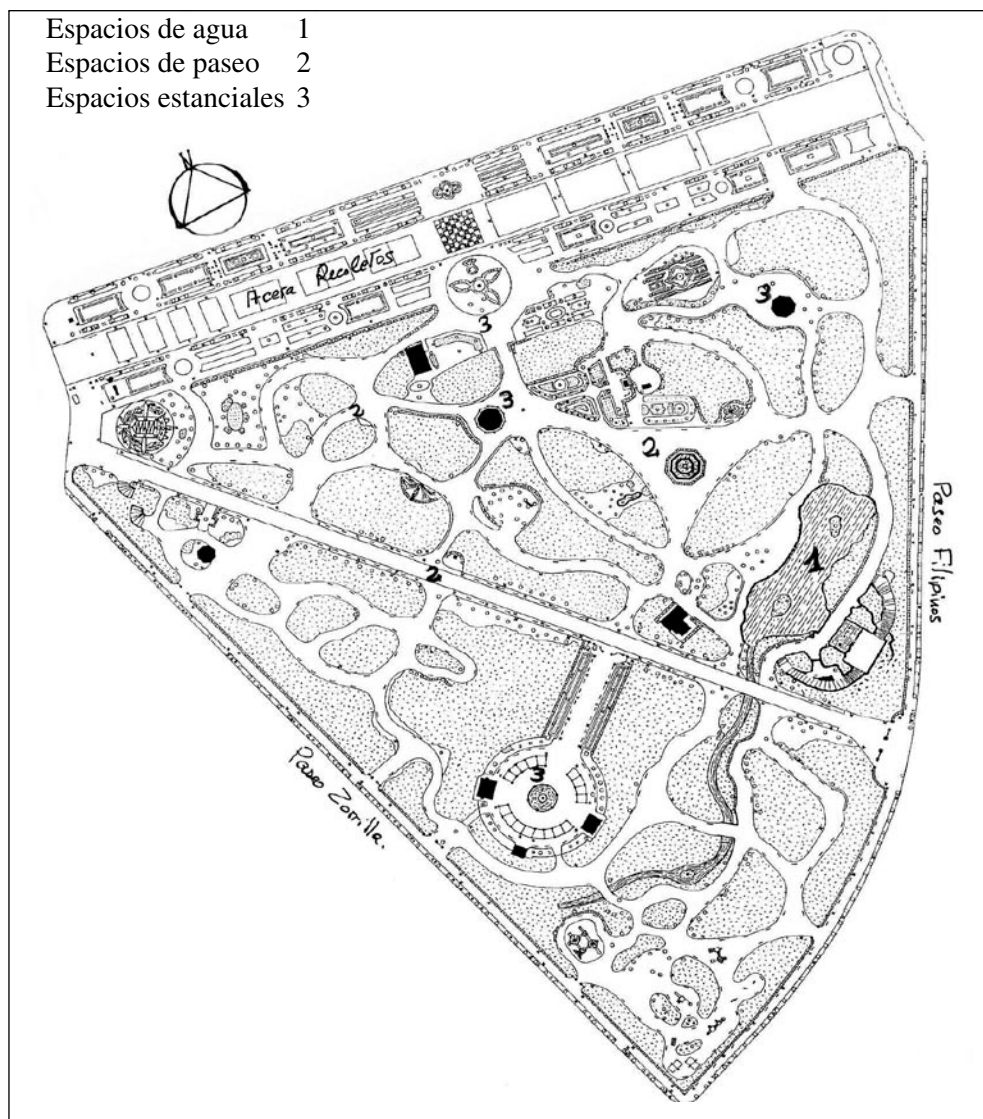 Espacios de agua 1
Espacios de paseo 2
Espacios estanciales 3
N
Acera Recoletos
3
3
3
2
2
1
2
3
Paseo Filipinos
Paseo Zorrilla.